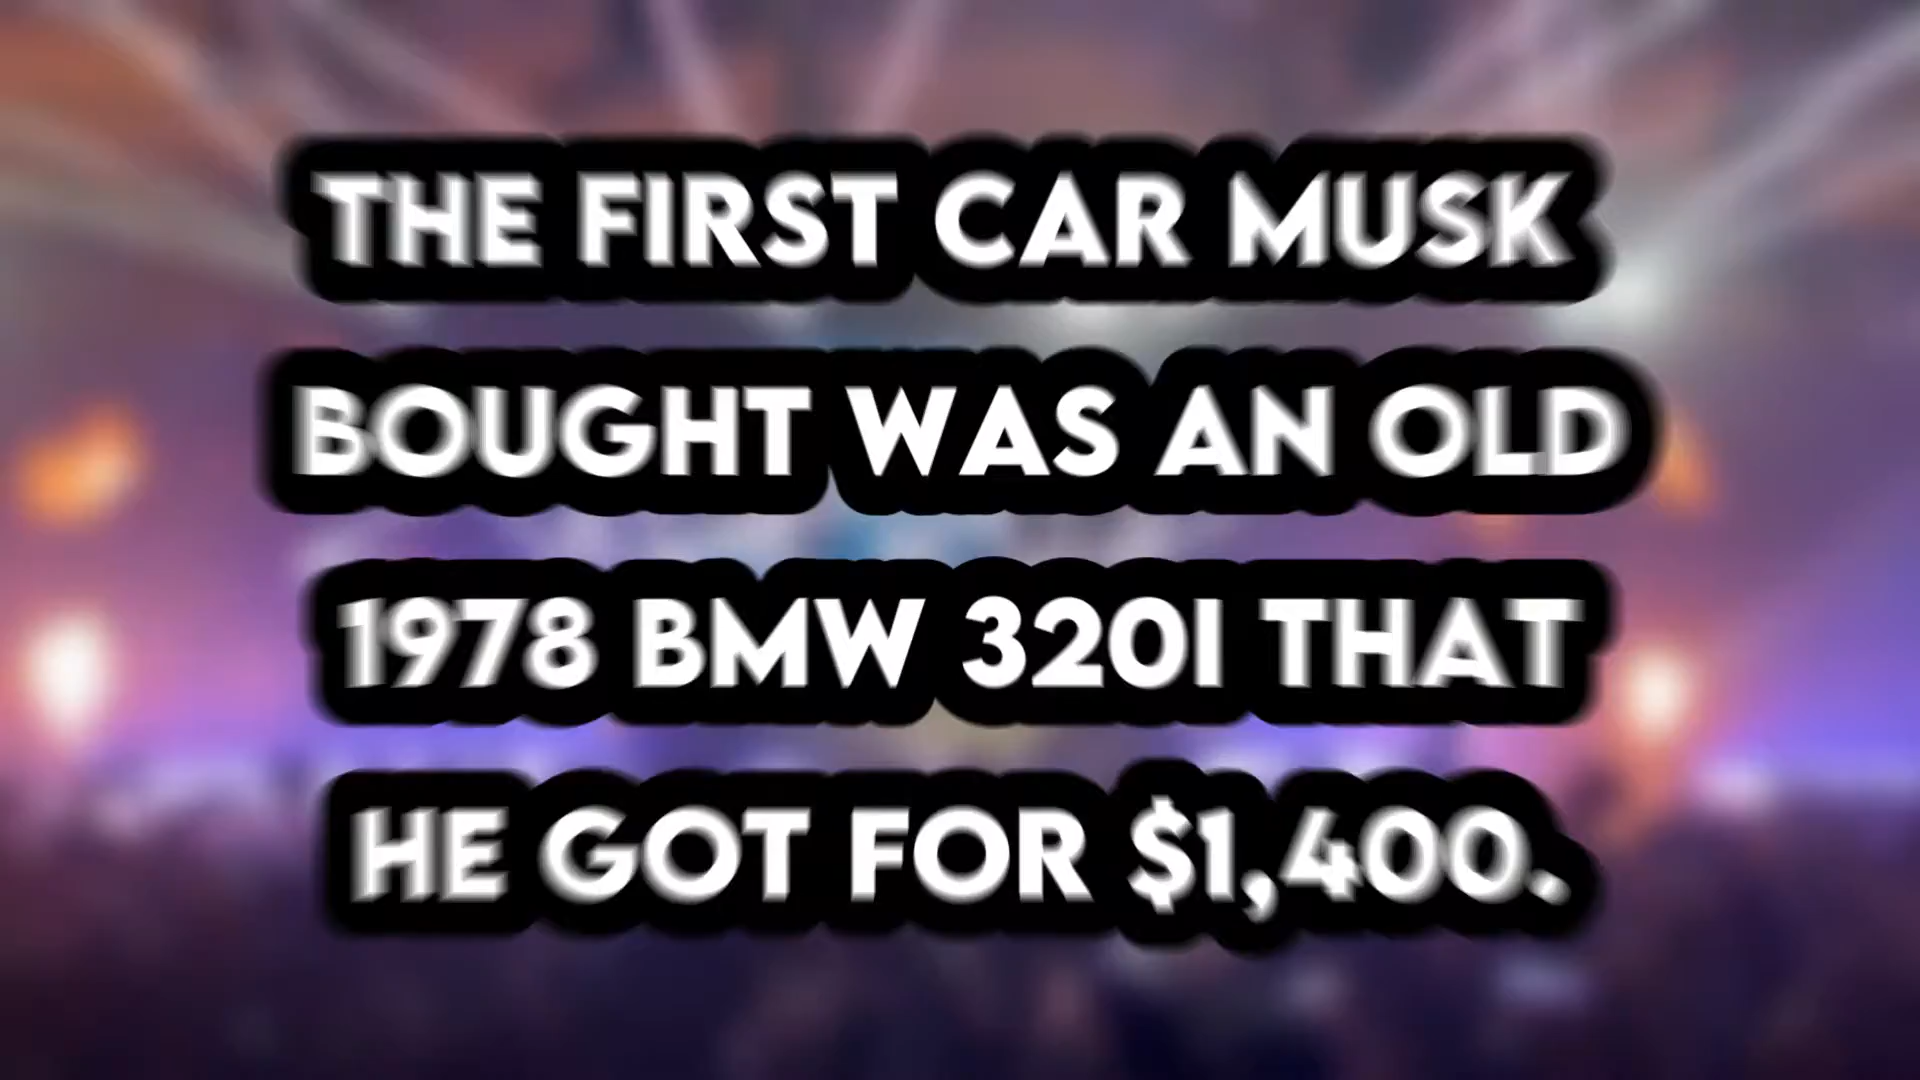 THE FIRST CAR MUSK
BOUGHT WAS AN OLD
1978 BMW 320I THAT
HE GOT FOR $1,400.